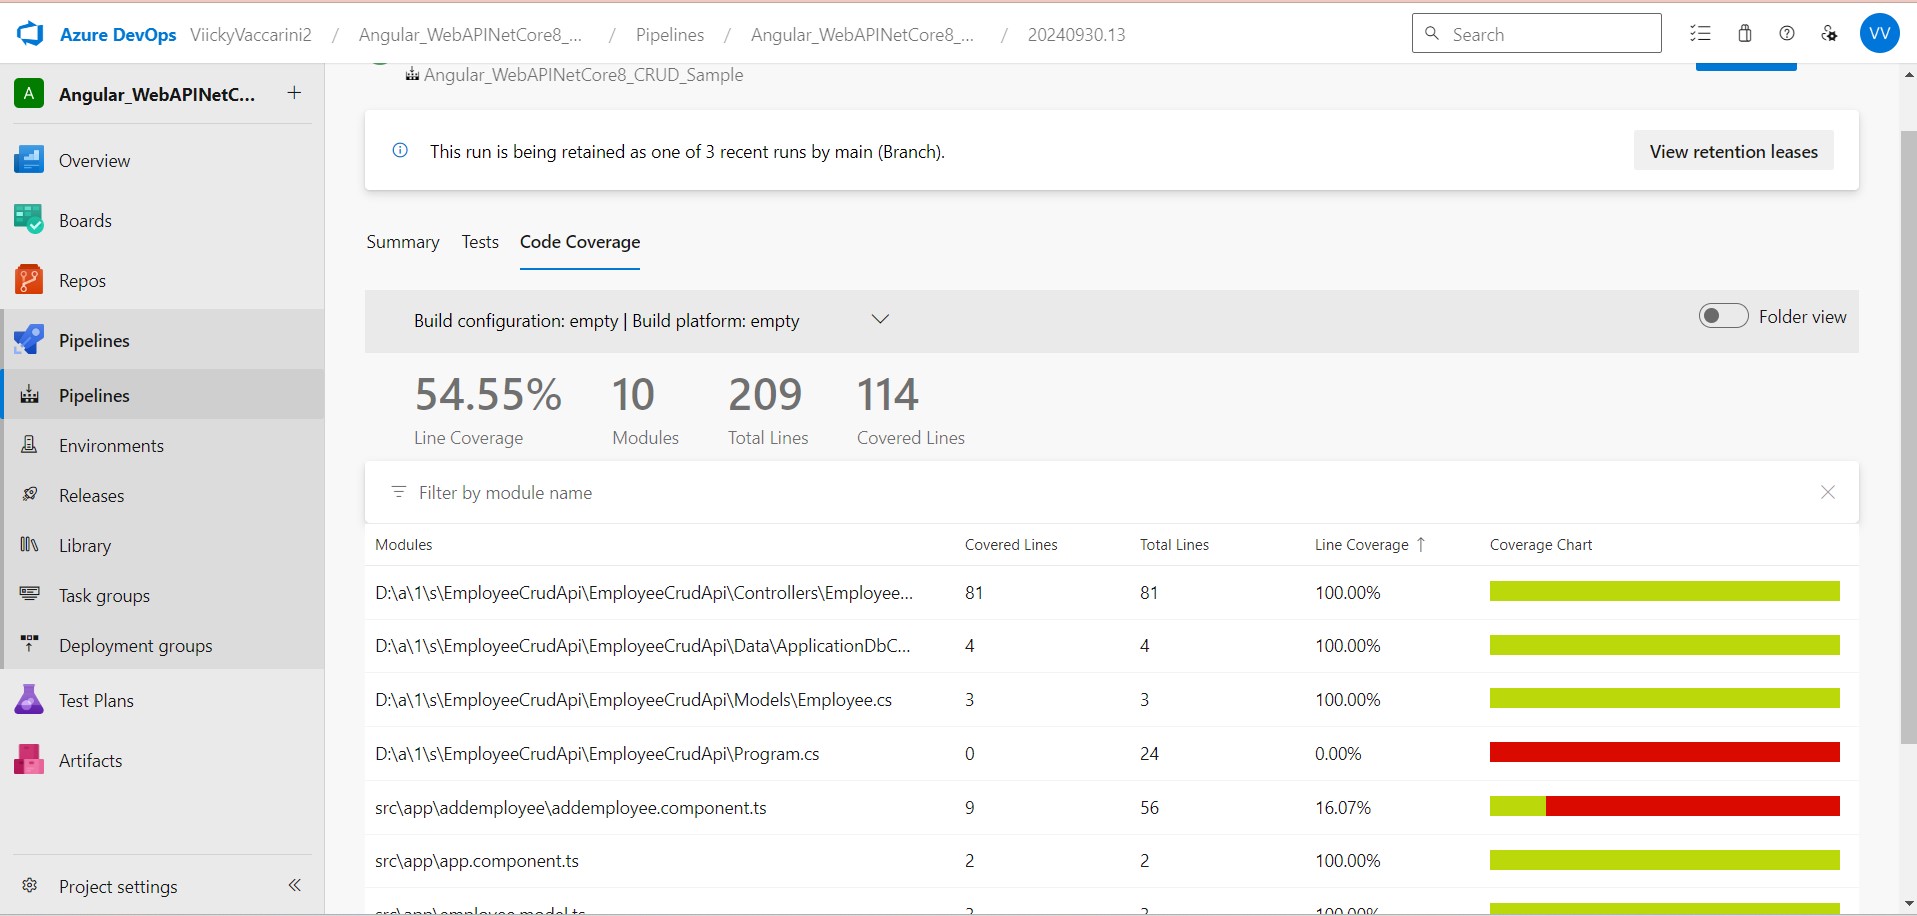 Azure DevOps ViickyVaccarini2 / Angular_WebAPINetCore8_... / Pipelines / Angular_WebAPINetCore8_... / 20240930.13 Search VV
A Angular_WebAPINetC... +
Angular_WebAPINetCore8_CRUD_Sample
This run is being retained as one of 3 recent runs by main (Branch). View retention leases
Overview
Boards
Repos
Pipelines
Pipelines
Environments
Releases
Library
Task groups
Deployment groups
Test Plans
Artifacts
Project settings
Summary Tests Code Coverage
Build configuration: empty | Build platform: empty Folder view
54.55% 10 209 114
Line Coverage Modules Total Lines Covered Lines
Filter by module name
Modules Covered Lines Total Lines Line Coverage ↑ Coverage Chart
D:\a\1\s\EmployeeCrudApi\EmployeeCrudApi\Controllers\Employee... 81 81 100.00%
D:\a\1\s\EmployeeCrudApi\EmployeeCrudApi\Data\ApplicationDbC... 4 4 100.00%
D:\a\1\s\EmployeeCrudApi\EmployeeCrudApi\Models\Employee.cs 3 3 100.00%
D:\a\1\s\EmployeeCrudApi\EmployeeCrudApi\Program.cs 0 24 0.00%
src\app\addemployee\addemployee.component.ts 9 56 16.07%
src\app\app.component.ts 2 2 100.00%
src\app\employee.model.ts 100.00%